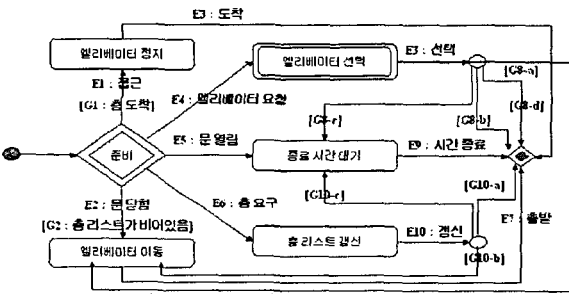 E3 : 도착
엘리베이터 정지
엘리베이터 선택
E3 : 선택
[G8-a]
E1 : 접근
[G1 : 층 도착]
E4 : 엘리베이터 요청
[G8-d]
[G8-c]
[G8-b]
준비
E5 : 문 열림
종료 시간 대기
E9 : 시간 종료
E2 : 문 닫힘
[G2 : 층 리스트가 비어있음]
E6 : 층 요구
[G10-c]
[G10-a]
E7 : 출발
엘리베이터 이동
층 리스트 갱신
E10 : 갱신
[G10-b]